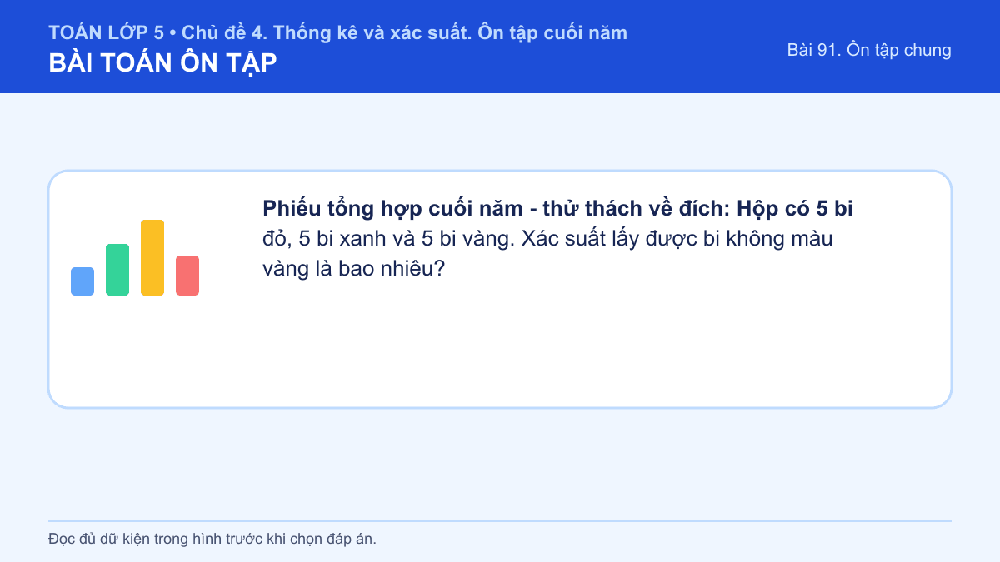 TOÁN LỚP 5 • Chủ đề 4. Thống kê và xác suất. Ôn tập cuối năm
BÀI TOÁN ÔN TẬP
Bài 91. Ôn tập chung
Phiếu tổng hợp cuối năm - thử thách về đích: Hộp có 5 bi
đỏ, 5 bi xanh và 5 bi vàng. Xác suất lấy được bi không màu
vàng là bao nhiêu?
Đọc đủ dữ kiện trong hình trước khi chọn đáp án.